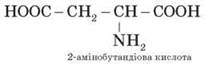 HOOC – CH₂ – CH – COOH
|
NH₂
2-амінобутандіова кислота